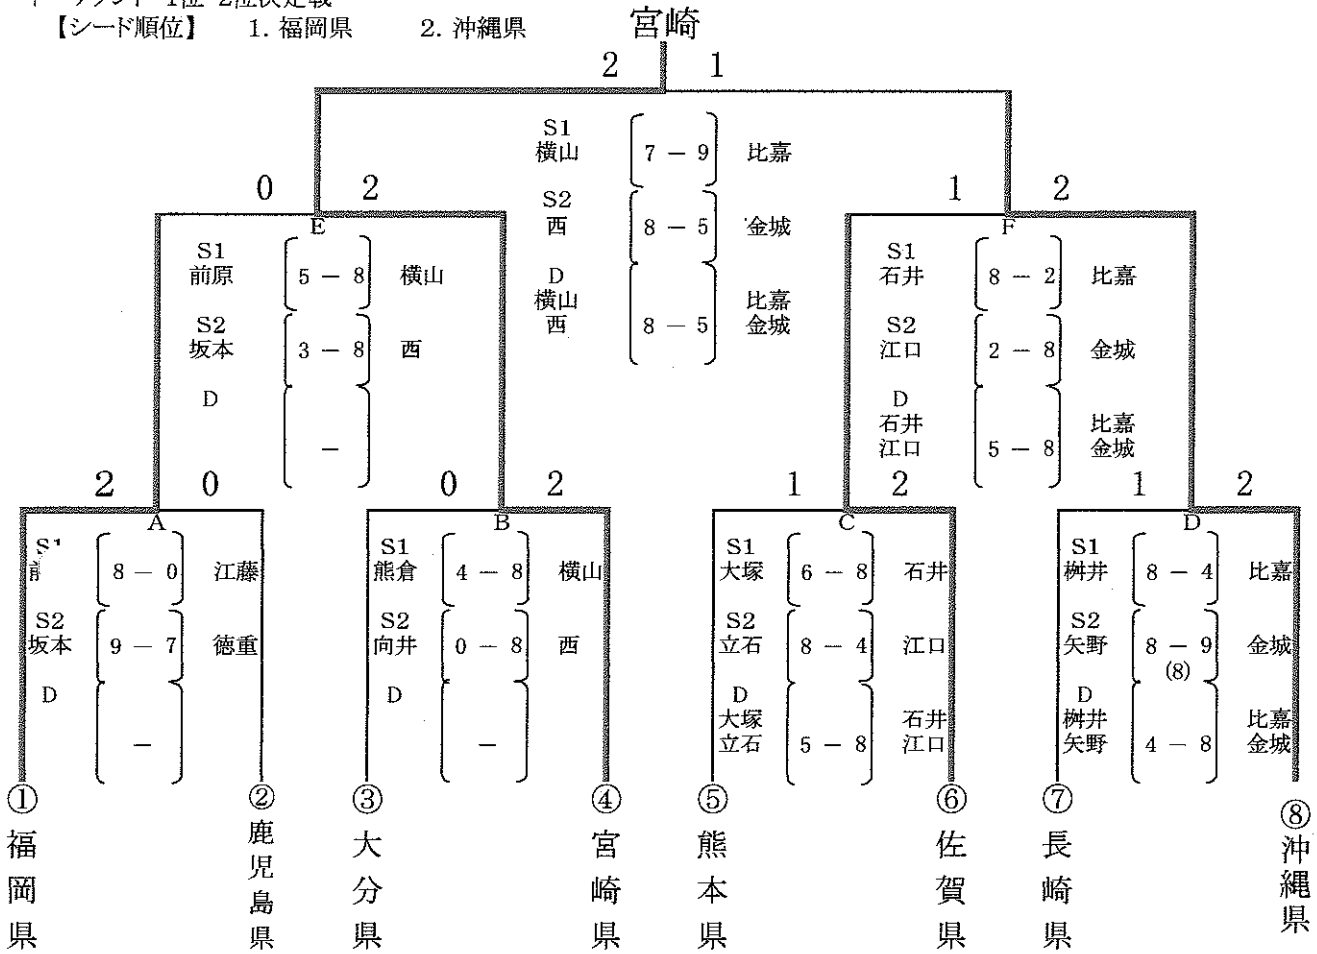 1位 2位決定戦
【シード順位】 1. 福岡県 2. 沖縄県
宮崎
2 1
S1
横山 7 － 9 比嘉
S2
西 8 － 5 金城
D
横山 比嘉
西 8 － 5 金城
0 2
E
S1
前原 5 － 8 横山
S2
坂本 3 － 8 西
D
－
1 2
F
S1
石井 8 － 2 比嘉
S2
江口 2 － 8 金城
D
石井 比嘉
江口 5 － 8 金城
2 0
A
8 － 0 江藤
S2
坂本 9 － 7 徳重
D
－
0 2
B
S1
熊倉 4 － 8 横山
S2
向井 0 － 8 西
D
－
1 2
C
S1
大塚 6 － 8 石井
S2
立石 8 － 4 江口
D
大塚 石井
立石 5 － 8 江口
1 2
D
S1
桝井 8 － 4 比嘉
S2
矢野 8 － 9 金城
(8)
D
桝井 比嘉
矢野 4 － 8 金城
① 福岡県
② 鹿児島県
③ 大分県
④ 宮崎県
⑤ 熊本県
⑥ 佐賀県
⑦ 長崎県
⑧ 沖縄県